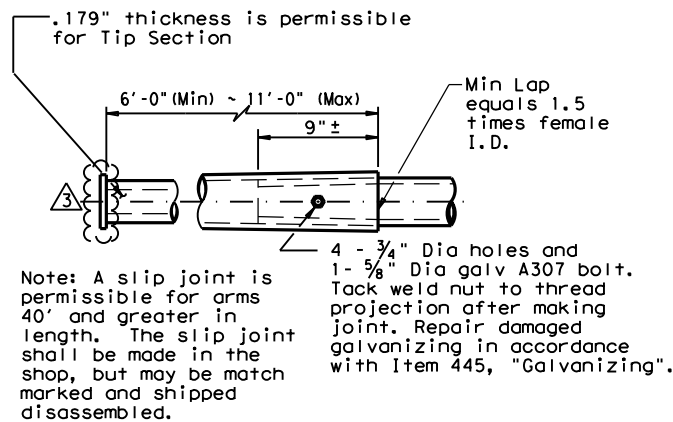 .179" thickness is permissible
for Tip Section
6'-0"(Min) ~ 11'-0" (Max)
9"±
Min Lap
equals 1.5
times female
I.D.
3
4 - 3/4" Dia holes and
1- 5/8" Dia galv A307 bolt.
Tack weld nut to thread
projection after making
joint. Repair damaged
galvanizing in accordance
with Item 445, "Galvanizing".
Note: A slip joint is
permissible for arms
40' and greater in
length. The slip joint
shall be made in the
shop, but may be match
marked and shipped
disassembled.